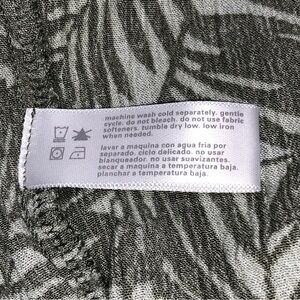 machine wash cold separately. gentle
cycle. do not bleach. do not use fabric
softeners. tumble dry low. low iron
when needed.
lavar a maquina con agua fria por
separado. ciclo delicado. no usar
blanqueador. no usar suavizantes.
secar a maquina a temperatura baja.
planchar a temperatura baja.